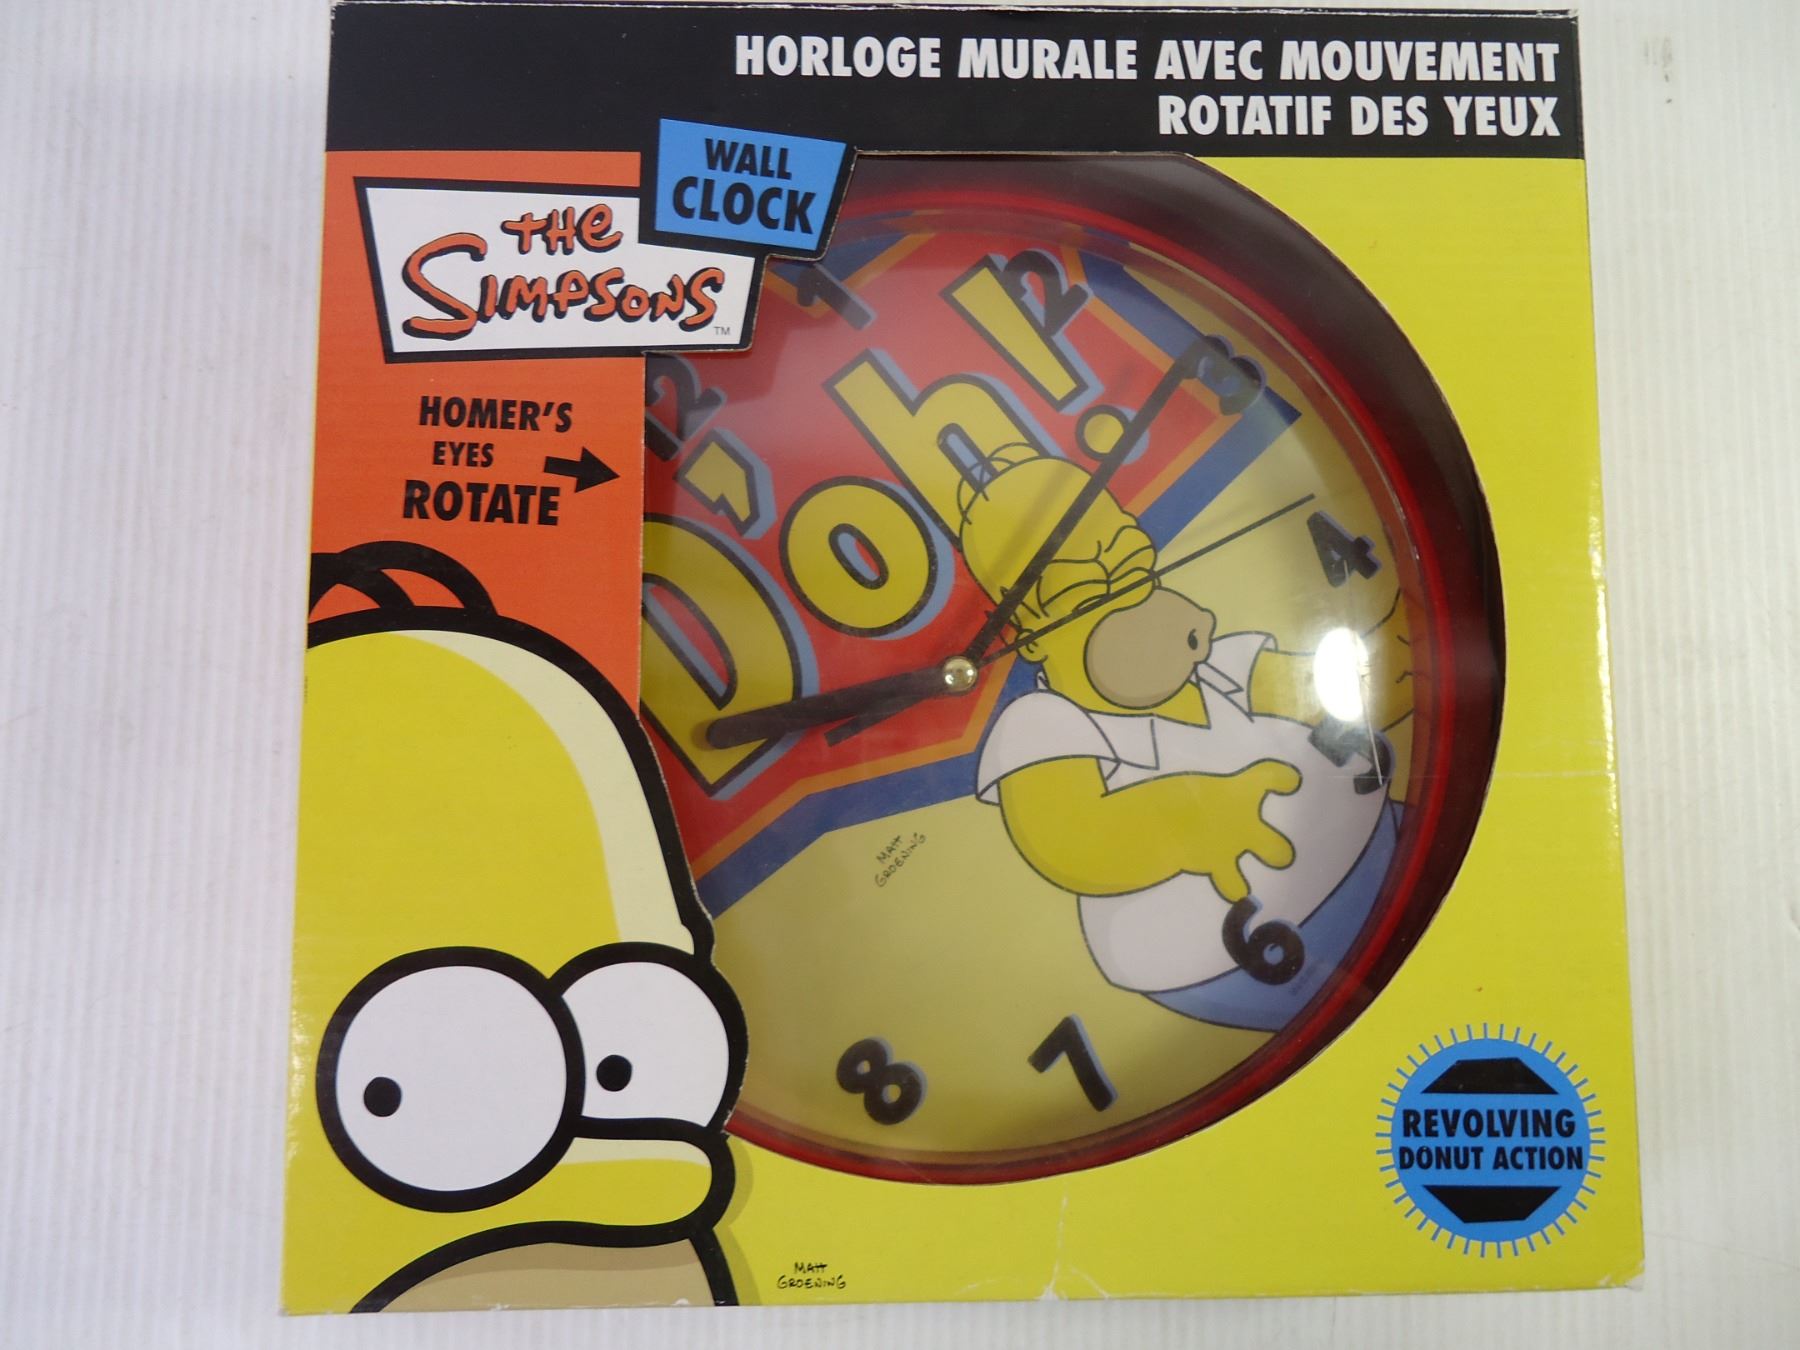 HORLOGE MURALE AVEC MOUVEMENT
ROTATIF DES YEUX
WALL
CLOCK
THE
SIMPSONS
TM
HOMER'S
EYES
ROTATE
D'oh!
12
1
2
3
4
5
6
7
8
MATT
GROENING
REVOLVING
DONUT ACTION
MATT
GROENING